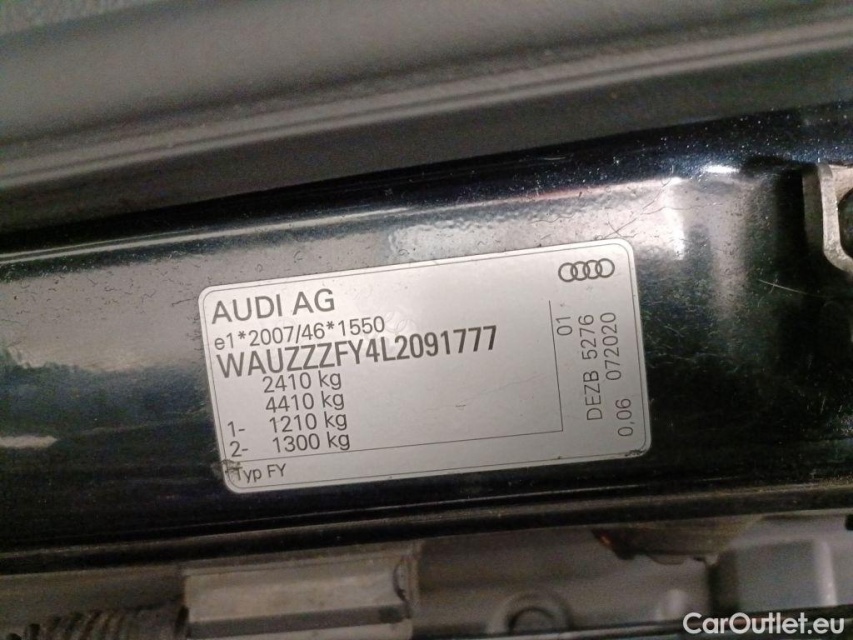 AUDI AG
e1*2007/46*1550
WAUZZZFY4L2091777
2410 kg
4410 kg
1- 1210 kg
2- 1300 kg
Typ FY
01
DEZB 5276
0,06 072020
CarOutlet.eu